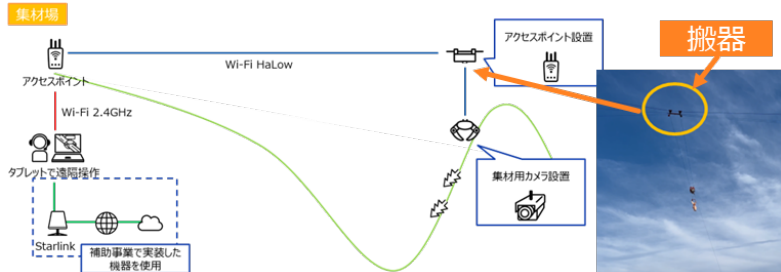 集材場
アクセスポイント設置
搬器
Wi-Fi HaLow
アクセスポイント
Wi-Fi 2.4GHz
タブレットで遠隔操作
集材用カメラ設置
Starlink
補助事業で実装した
機器を使用